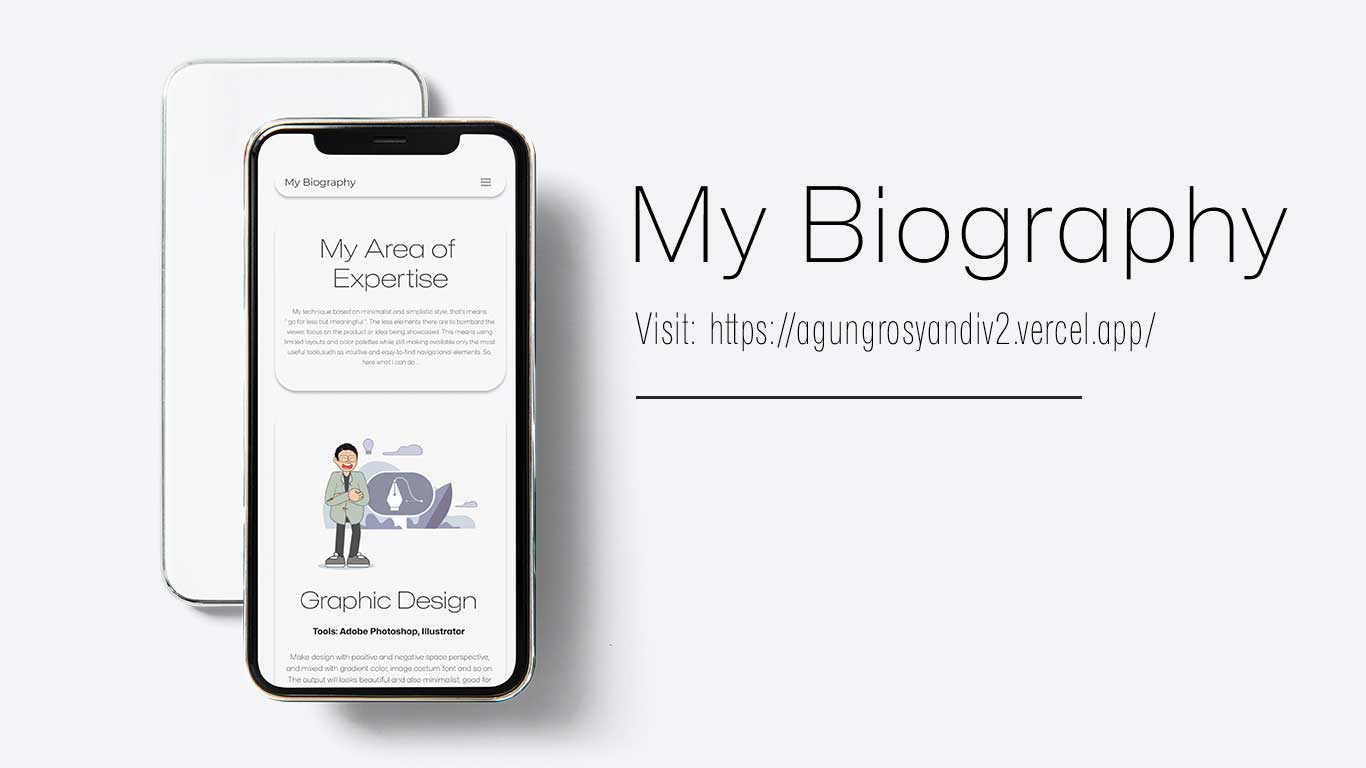 My Biography
My Area of
Expertise
My technique based on minimalist and simplistic style, that's means
" go for less but meaningful ". The less elements there are to bombard the
viewer, focus on the product or idea being showcased. This means using
limited layouts and color palettes while still making available only the most
useful tools,such as intuitive and easy-to-find navigational elements. So,
here what i can do ...
Graphic Design
Tools: Adobe Photoshop, Illustrator
Make design with positive and negative space perspective,
and mixed with gradient color, image costum font and so on.
The output will looks beautiful and also minimalist, good for
My Biography
Visit: https://agungrosyandiv2.vercel.app/